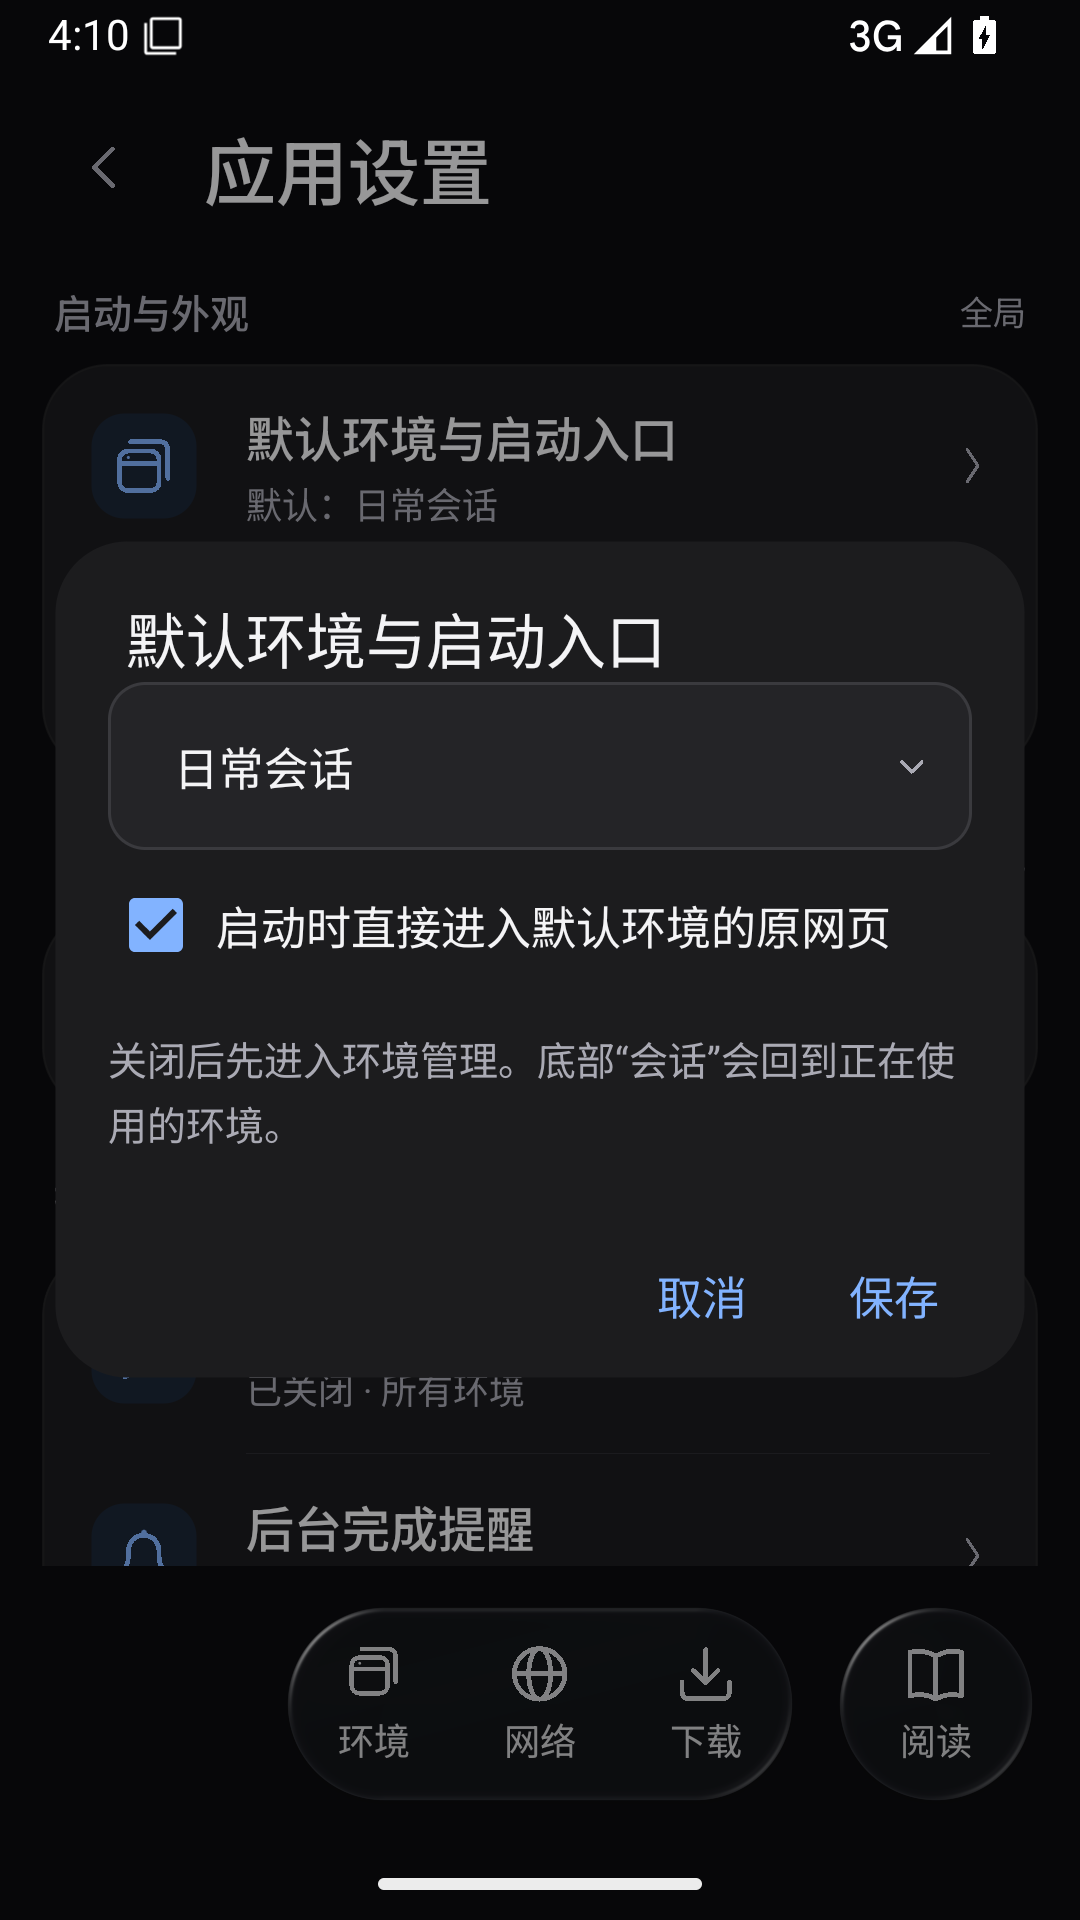 4:10
3G
应用设置
启动与外观
全局
默认环境与启动入口
默认：日常会话
默认环境与启动入口
日常会话
启动时直接进入默认环境的原网页
关闭后先进入环境管理。底部“会话”会回到正在使
用的环境。
取消
保存
已关闭 · 所有环境
后台完成提醒
环境
网络
下载
阅读